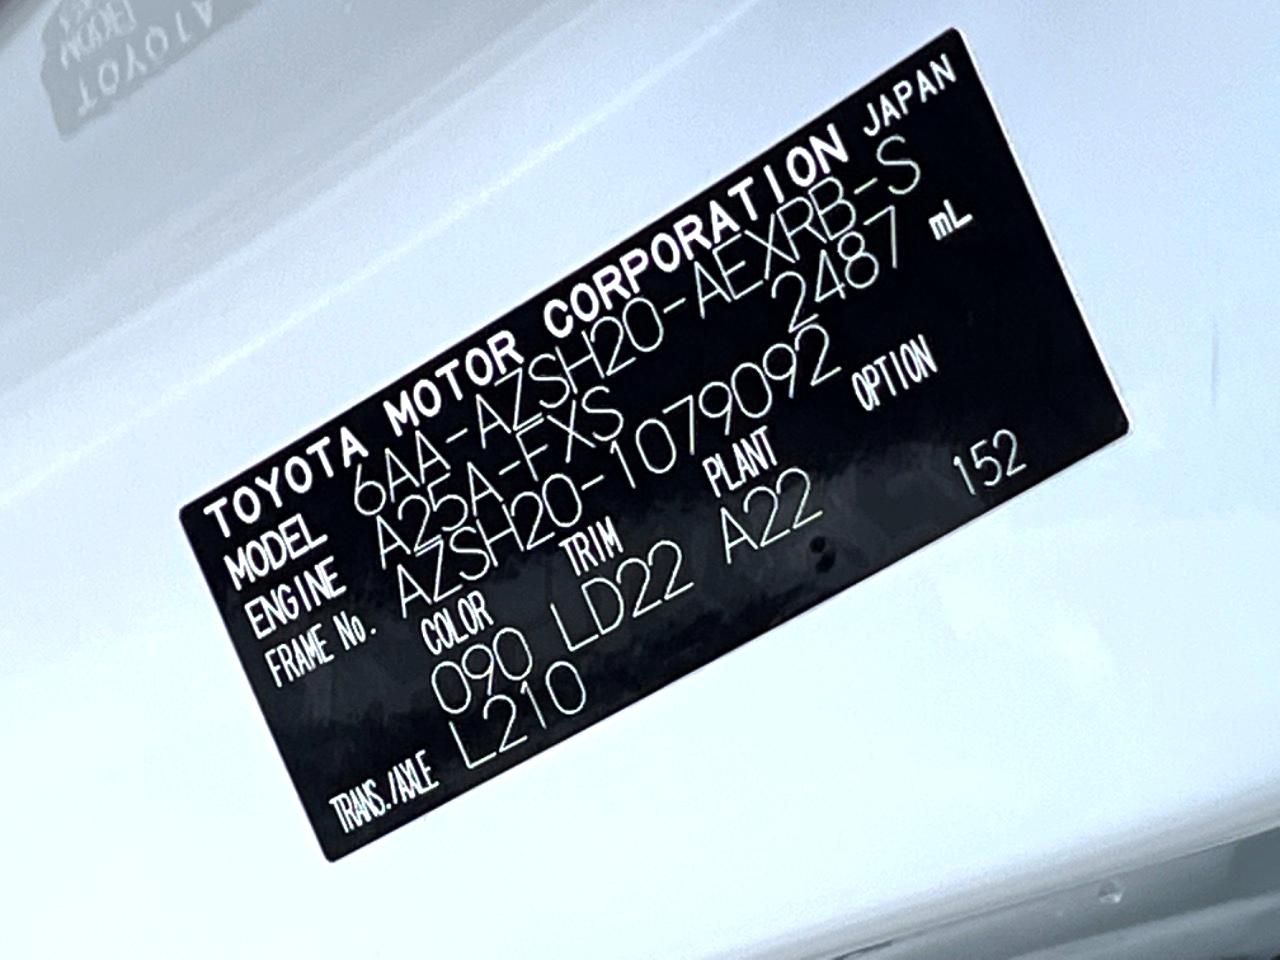 TOYOTA MOTOR CORPORATION JAPAN
MODEL 6AA-AZSH20-AEXRB-S
ENGINE A25A-FXS 2487 mL
FRAME No. AZSH20-1079092
COLOR TRIM PLANT OPTION
090 LD22 A22 152
TRANS./AXLE L210
TOYOTA